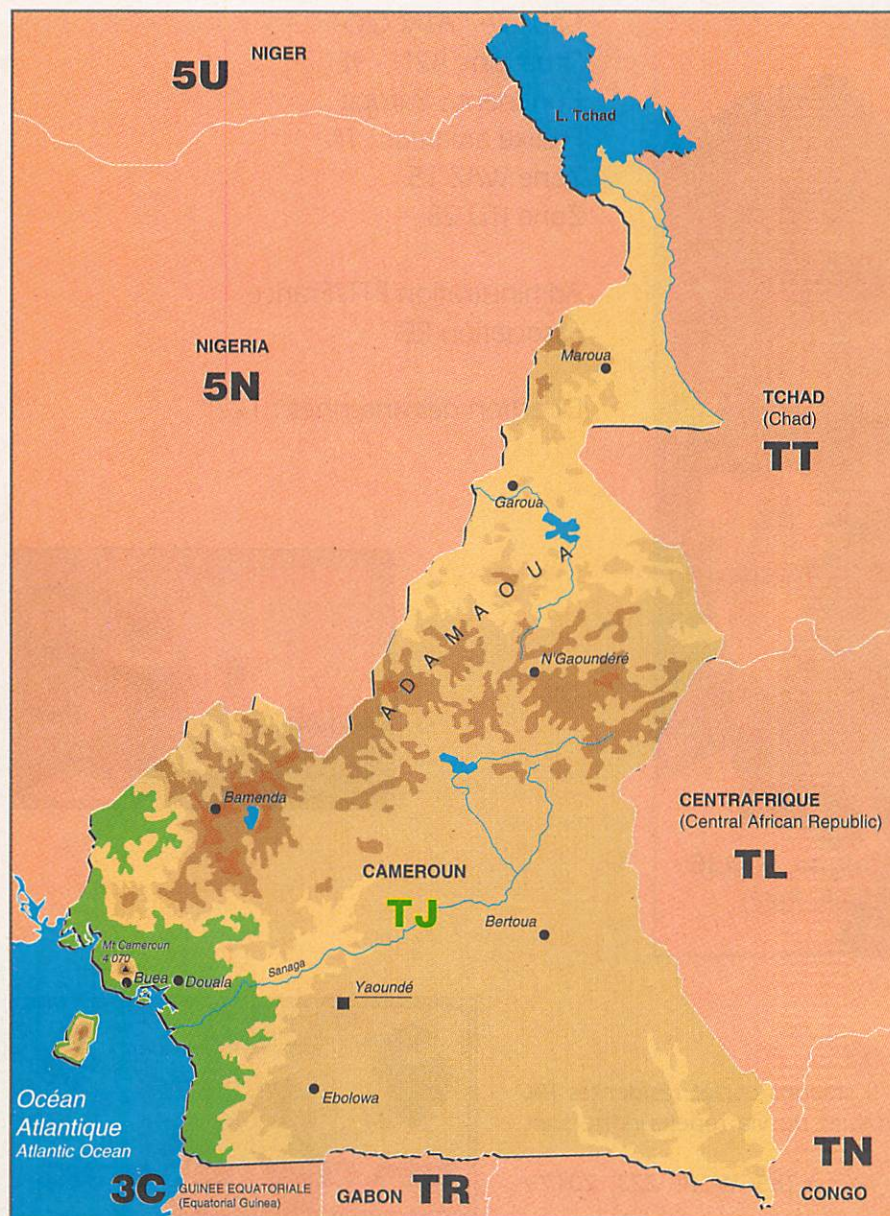 5U NIGER
L. Tchad
NIGERIA
5N
Maroua
TCHAD
(Chad)
TT
Garoua
ADAMAOUA
N'Gaoundéré
Bamenda
CENTRAFRIQUE
(Central African Republic)
TL
CAMEROUN
TJ
Bertoua
Mt Caméroun
4 070
Buea
Douala
Sanaga
Yaoundé
Ebolowa
Océan
Atlantique
Atlantic Ocean
3C GUINEE EQUATORIALE
(Equatorial Guinea)
GABON TR
TN
CONGO